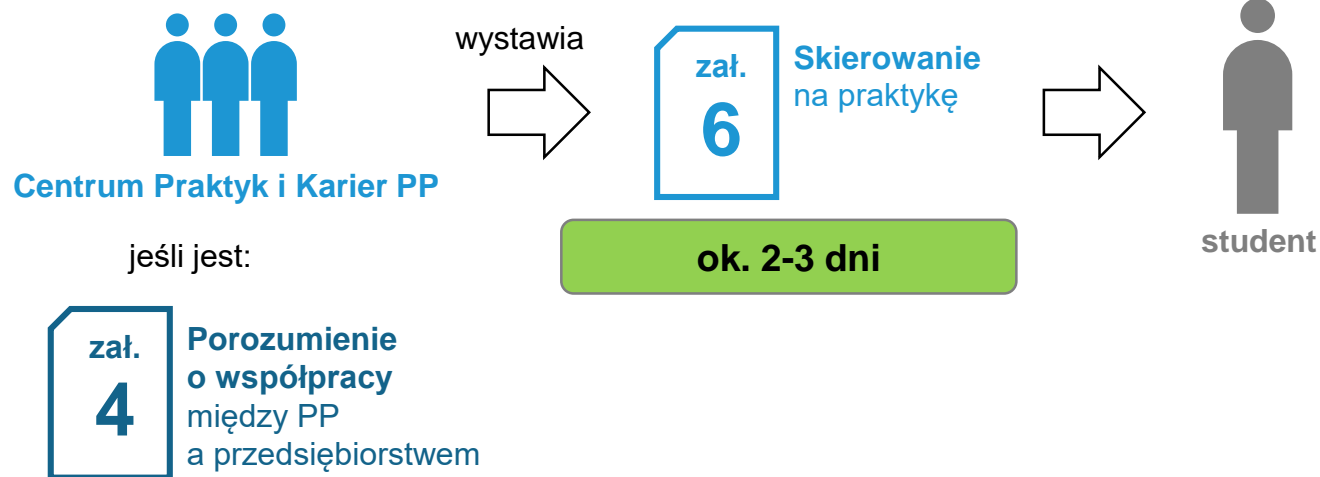 wystawia
zał.
6
Skierowanie
na praktykę
Centrum Praktyk i Karier PP
student
jeśli jest:
ok. 2-3 dni
zał.
4
Porozumienie
o współpracy
między PP
a przedsiębiorstwem